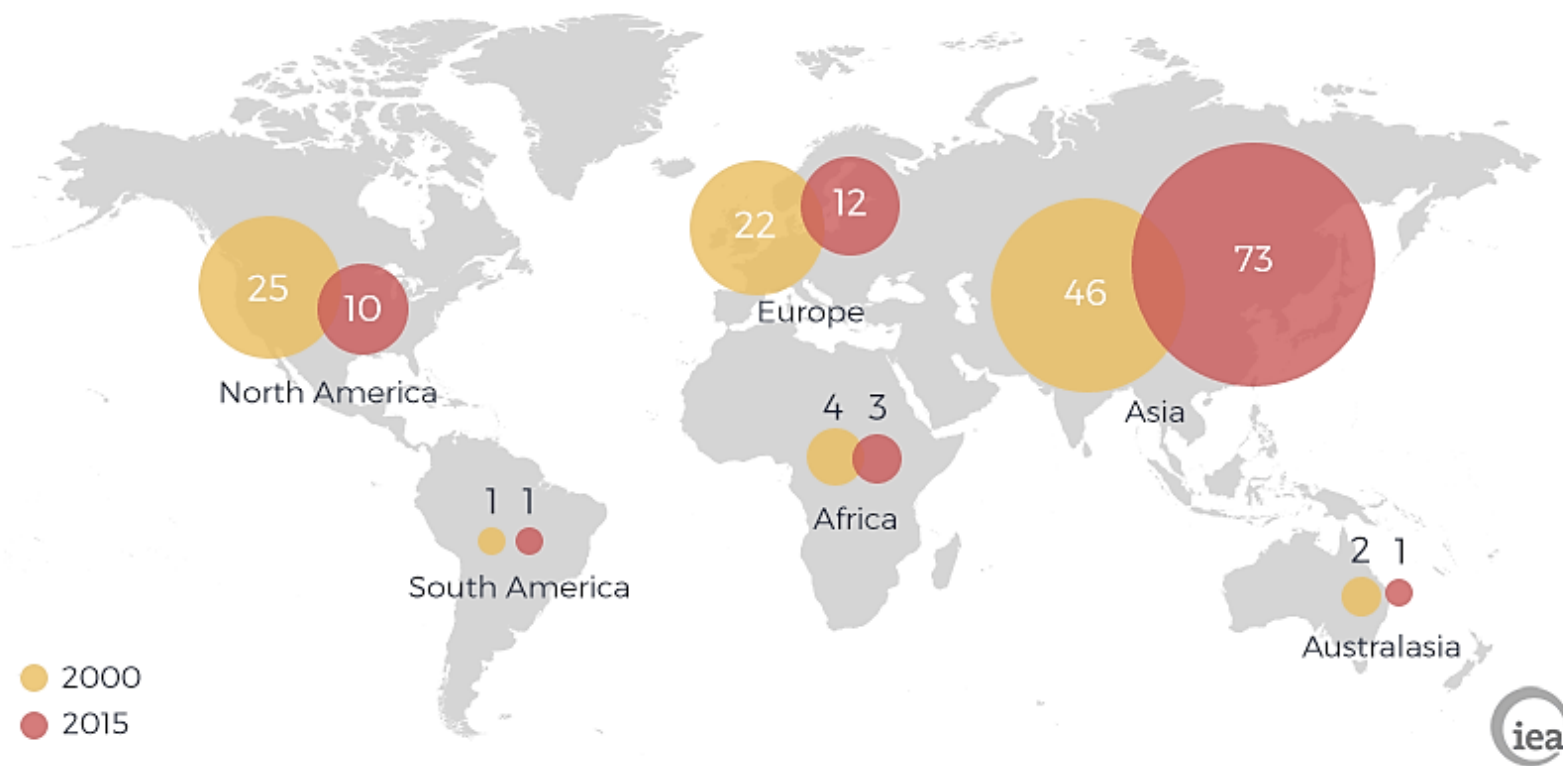 25
10
North America
22
12
Europe
46
73
Asia
4 3
Africa
1 1
South America
2 1
Australasia
2000
2015
iea